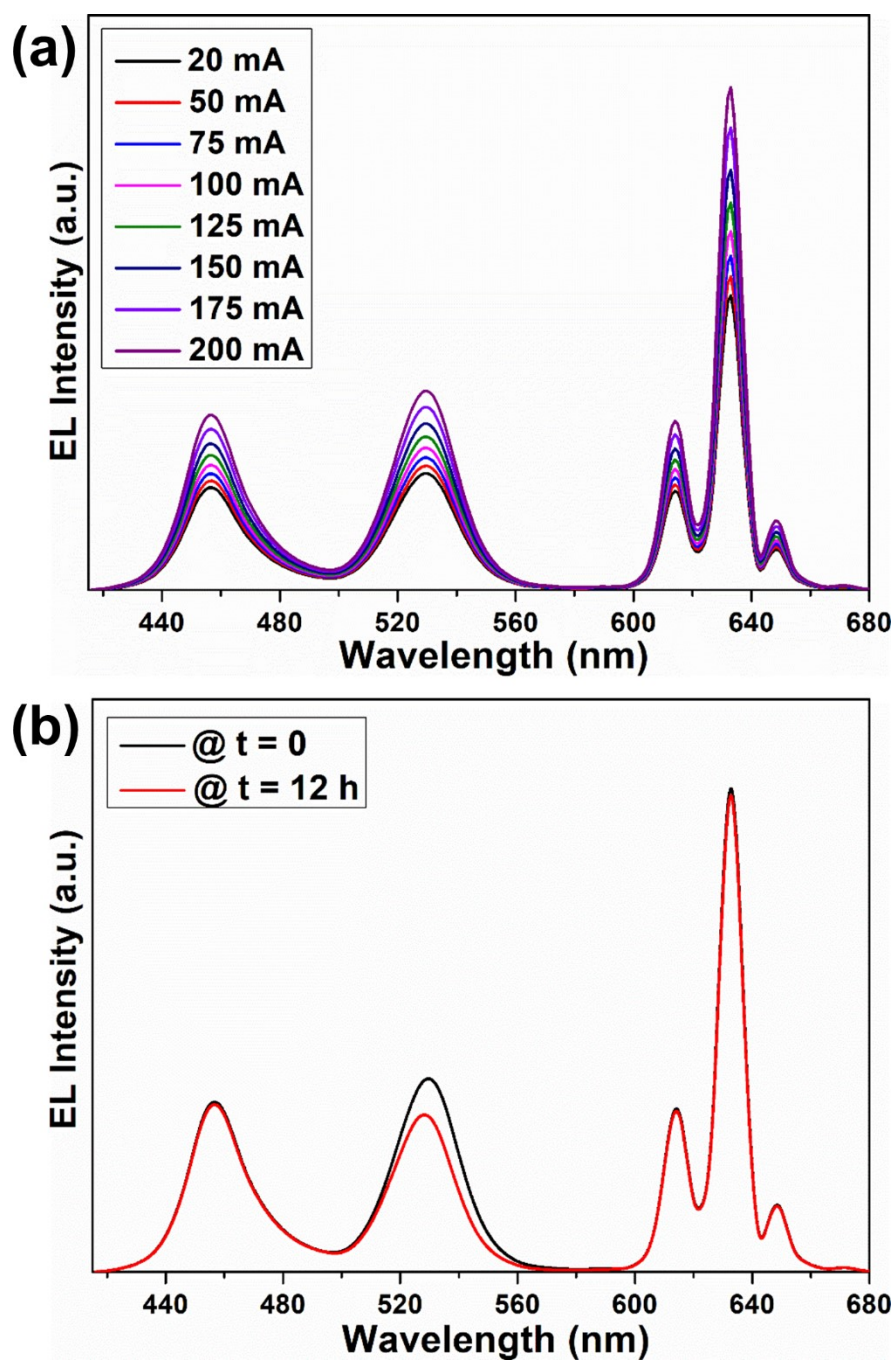 (a)
20 mA
50 mA
75 mA
100 mA
125 mA
150 mA
175 mA
200 mA
EL Intensity (a.u.)
440 480 520 560 600 640 680
Wavelength (nm)
(b)
@ t = 0
@ t = 12 h
EL Intensity (a.u.)
440 480 520 560 600 640 680
Wavelength (nm)